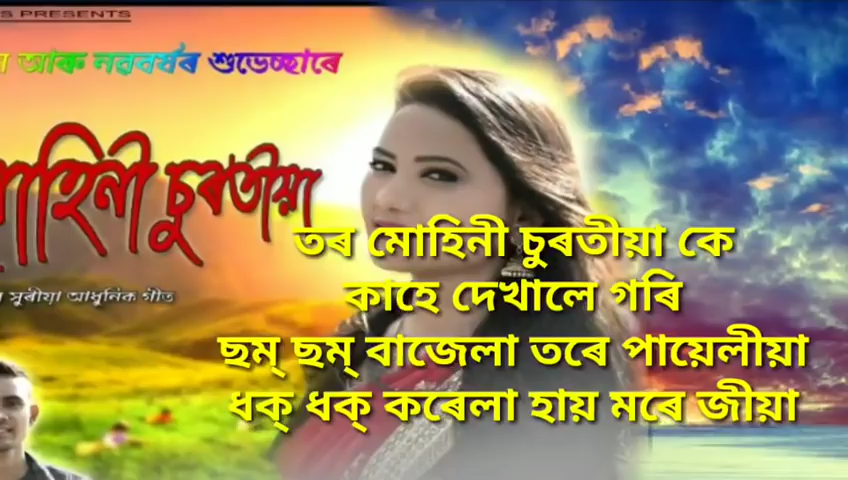 PRESENTS
আৰু নৱবৰ্ষৰ শুভেচ্ছাৰে
চুৰতীয়া
সুৰীয়া আধুনিক গীত
তৰ মোহিনী চুৰতীয়া কে
কাহে দেখালে গৰি
ছম্ ছম্ বাজেলা তৰে পায়েলীয়া
ধক্ ধক্ কৰেলা হায় মৰে জীয়া